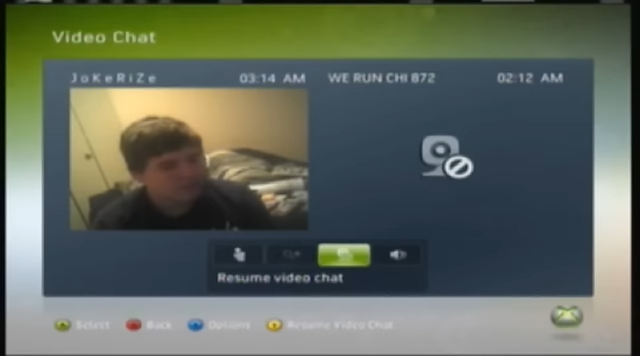 Video Chat
J o K e R i Z e 03:14 AM WE RUN CHI 872 02:12 AM
Resume video chat
Select Back Options Resume Video Chat